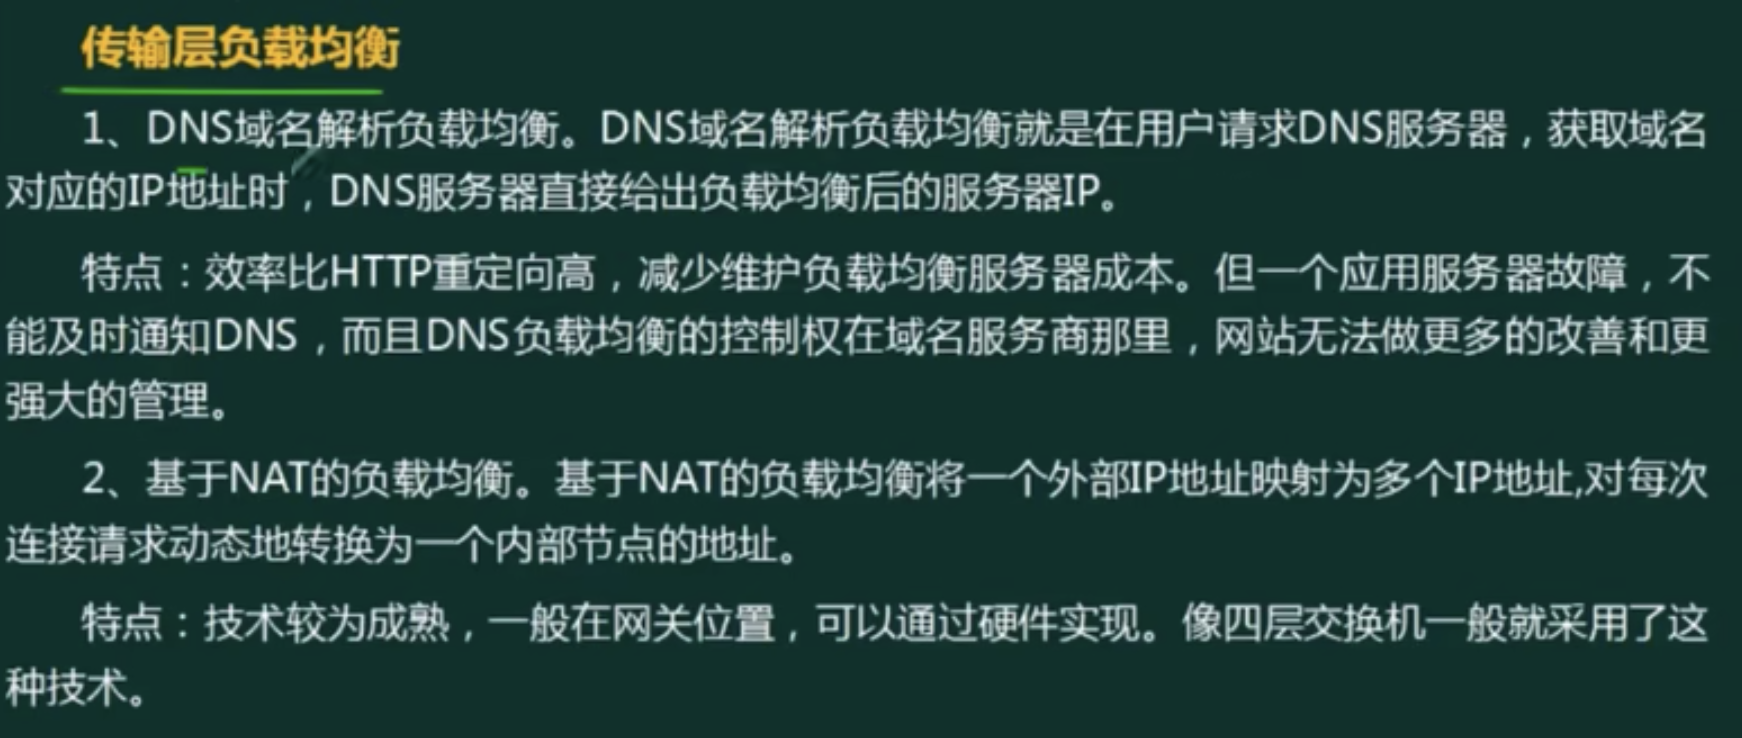 传输层负载均衡
1、DNS域名解析负载均衡。DNS域名解析负载均衡就是在用户请求DNS服务器，获取域名
对应的IP地址时，DNS服务器直接给出负载均衡后的服务器IP。
特点：效率比HTTP重定向高，减少维护负载均衡服务器成本。但一个应用服务器故障，不
能及时通知DNS，而且DNS负载均衡的控制权在域名服务商那里，网站无法做更多的改善和更
强大的管理。
2、基于NAT的负载均衡。基于NAT的负载均衡将一个外部IP地址映射为多个IP地址,对每次
连接请求动态地转换为一个内部节点的地址。
特点：技术较为成熟，一般在网关位置，可以通过硬件实现。像四层交换机一般就采用了这
种技术。